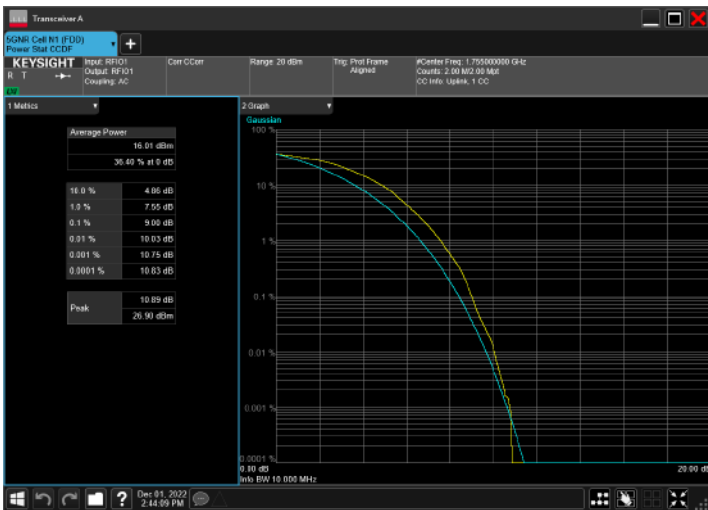 Transceiver A
5GNR Cell N1 (FDD)
Power Stat CCDF
KEYSIGHT
R T
Input: RFIO1
Output: RFIO1
Coupling: AC
Corr CCorr
Range: 20 dBm
Trig: Prot Frame
Aligned
#Center Freq: 1.755000000 GHz
Counts: 2.00 M/2.00 Mpt
CC Info: Uplink, 1 CC
1 Metrics
Average Power
16.01 dBm
36.40 % at 0 dB
10.0 % 4.86 dB
1.0 % 7.55 dB
0.1 % 9.00 dB
0.01 % 10.03 dB
0.001 % 10.75 dB
0.0001 % 10.83 dB
Peak
10.89 dB
26.90 dBm
2 Graph
Gaussian
100 %
10 %
1 %
0.1 %
0.01 %
0.001 %
0.0001 %
0.00 dB
20.00 dB
Info BW 10.000 MHz
Dec 01, 2022
2:44:09 PM